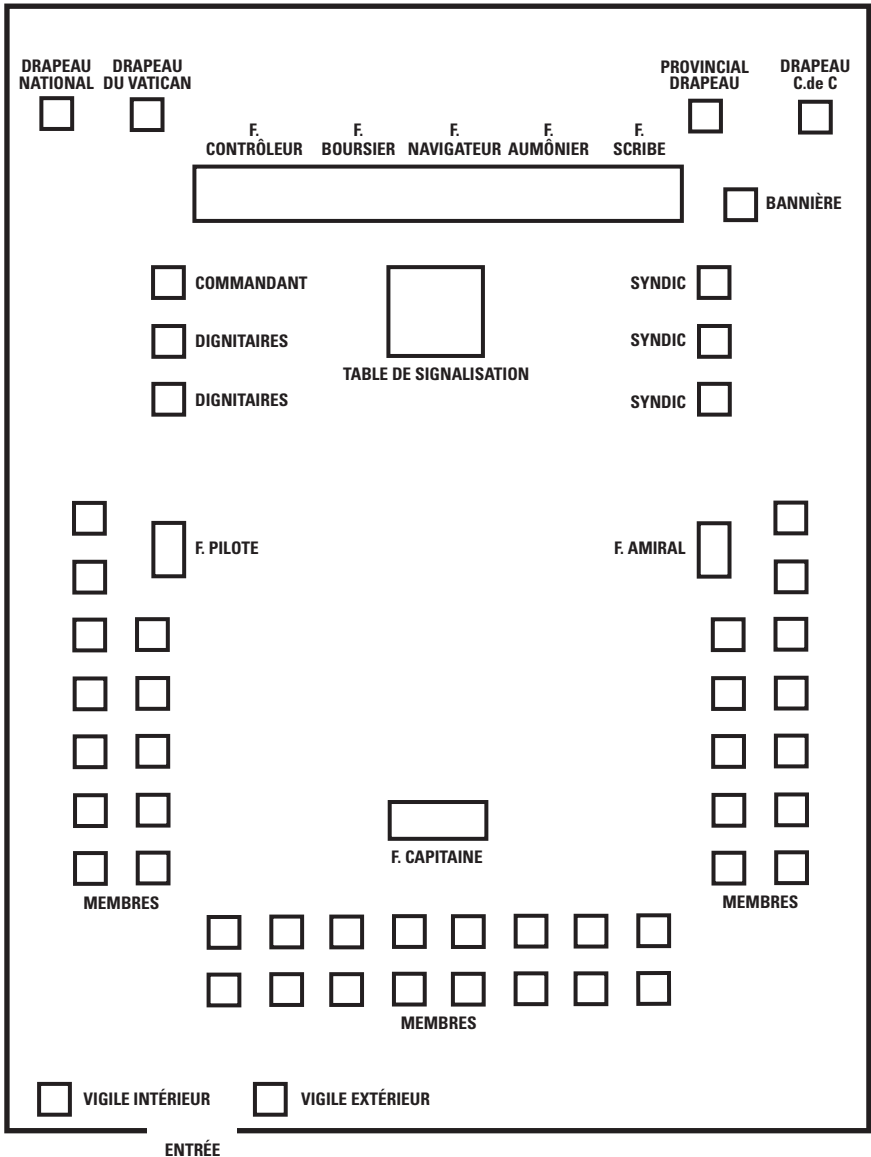 DRAPEAU
NATIONAL
DRAPEAU
DU VATICAN
PROVINCIAL
DRAPEAU
DRAPEAU
C.de C
F.
CONTRÔLEUR
F.
BOURSIER
F.
NAVIGATEUR
F.
AUMÔNIER
F.
SCRIBE
BANNIÈRE
COMMANDANT
SYNDIC
DIGNITAIRES
SYNDIC
TABLE DE SIGNALISATION
DIGNITAIRES
SYNDIC
F. PILOTE
F. AMIRAL
F. CAPITAINE
MEMBRES
MEMBRES
MEMBRES
VIGILE INTÉRIEUR
VIGILE EXTÉRIEUR
ENTRÉE